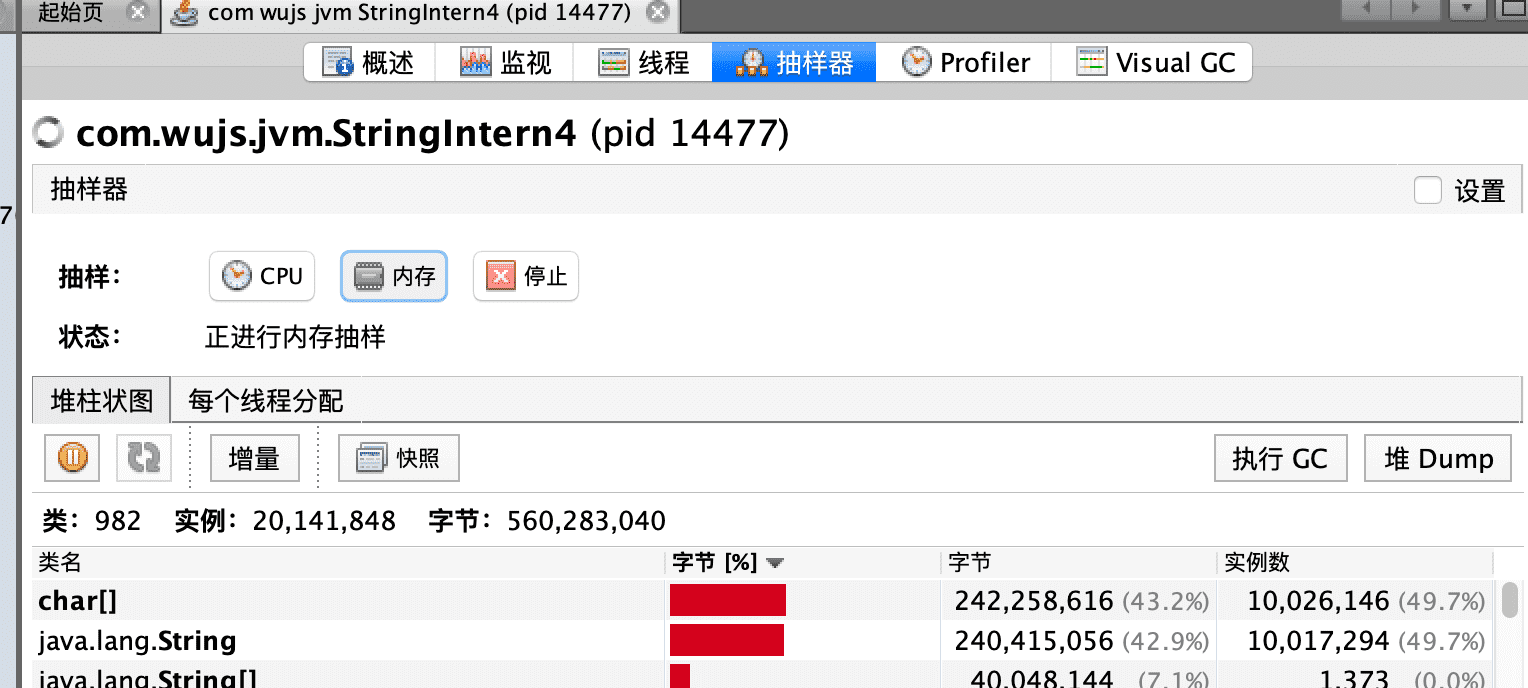 起始页 com wujs jvm StringIntern4 (pid 14477)
概述 监视 线程 抽样器 Profiler Visual GC
com.wujs.jvm.StringIntern4 (pid 14477)
抽样器 设置
抽样： CPU 内存 停止
状态： 正进行内存抽样
堆柱状图 每个线程分配
增量 快照 执行 GC 堆 Dump
类：982 实例：20,141,848 字节：560,283,040
类名 字节 [%] 字节 实例数
char[] 242,258,616 (43.2%) 10,026,146 (49.7%)
java.lang.String 240,415,056 (42.9%) 10,017,294 (49.7%)
java.lang.String[] 40,048,144 (7.1%) 1,373 (0.0%)